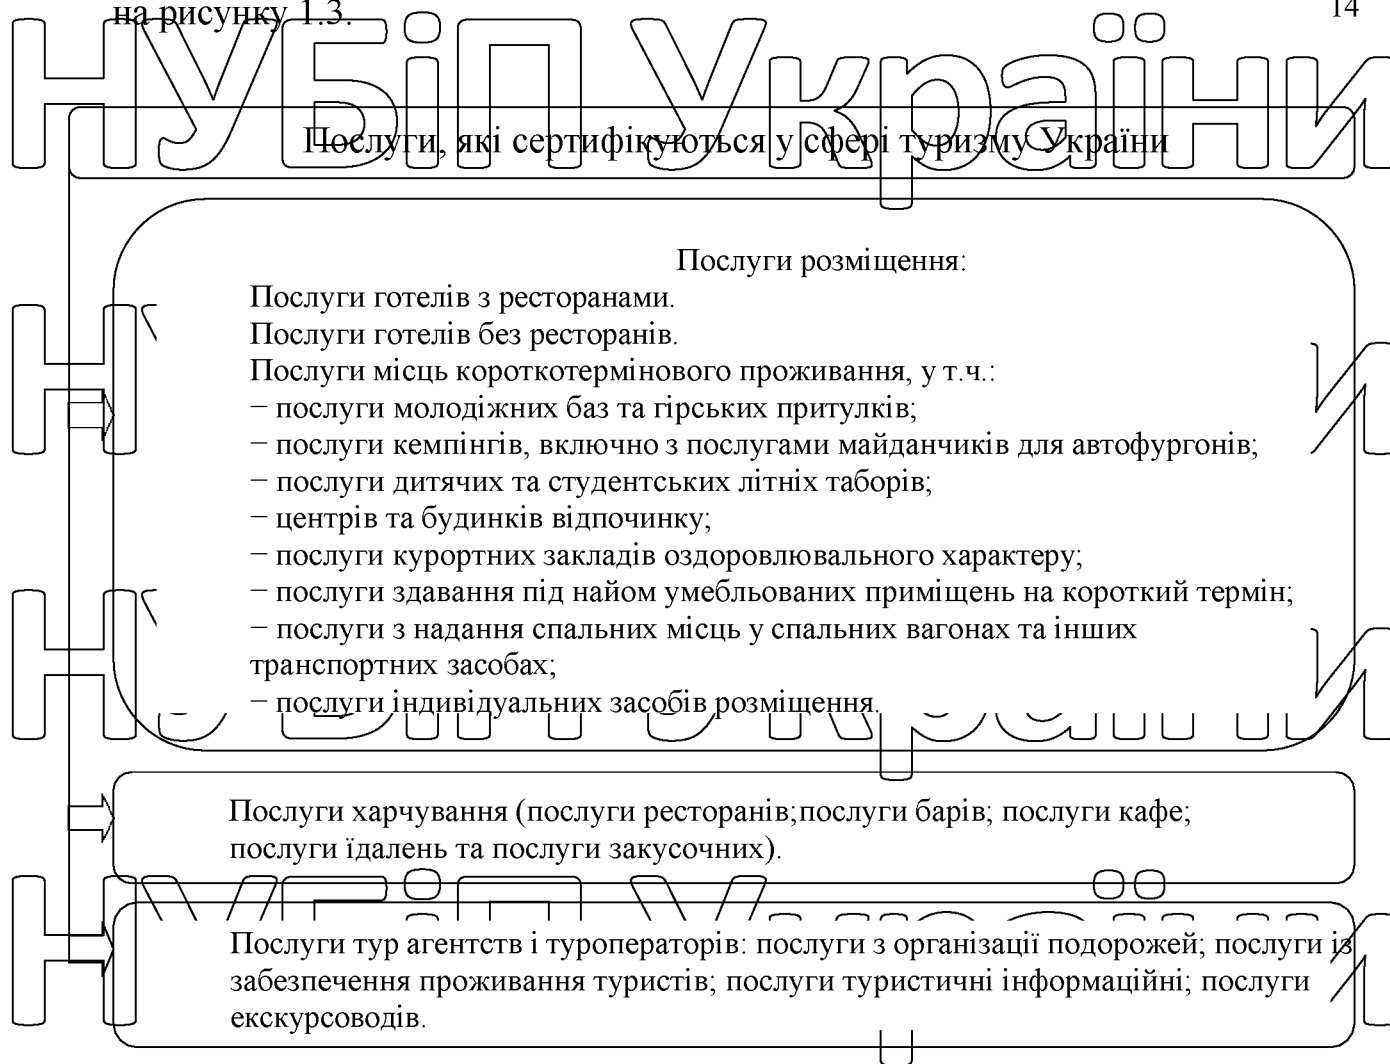 на рисунку 1.3.
14
НУБіП України
Послуги, які сертифікуються у сфері туризму України
Послуги розміщення:
Послуги готелів з ресторанами.
Послуги готелів без ресторанів.
Послуги місць короткотермінового проживання, у т.ч.:
− послуги молодіжних баз та гірських притулків;
− послуги кемпінгів, включно з послугами майданчиків для автофургонів;
− послуги дитячих та студентських літніх таборів;
− центрів та будинків відпочинку;
− послуги курортних закладів оздоровлювального характеру;
− послуги здавання під найом умебльованих приміщень на короткий термін;
− послуги з надання спальних місць у спальних вагонах та інших
транспортних засобах;
− послуги індивідуальних засобів розміщення.
Послуги харчування (послуги ресторанів;послуги барів; послуги кафе;
послуги їдалень та послуги закусочних).
Послуги тур агентств і туроператорів: послуги з організації подорожей; послуги із
забезпечення проживання туристів; послуги туристичні інформаційні; послуги
екскурсоводів.